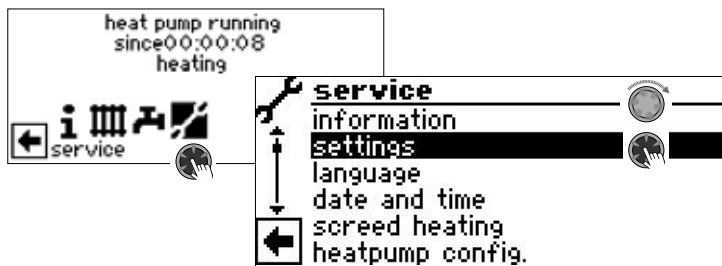 heat pump running
since00:00:08
heating
service
service
information
settings
language
date and time
screed heating
heatpump config.